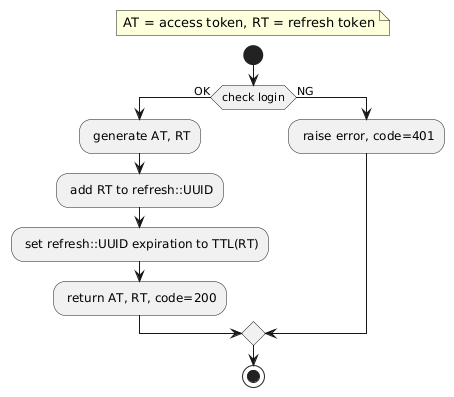 AT = access token, RT = refresh token
check login
OK
NG
generate AT, RT
raise error, code=401
add RT to refresh::UUID
set refresh::UUID expiration to TTL(RT)
return AT, RT, code=200